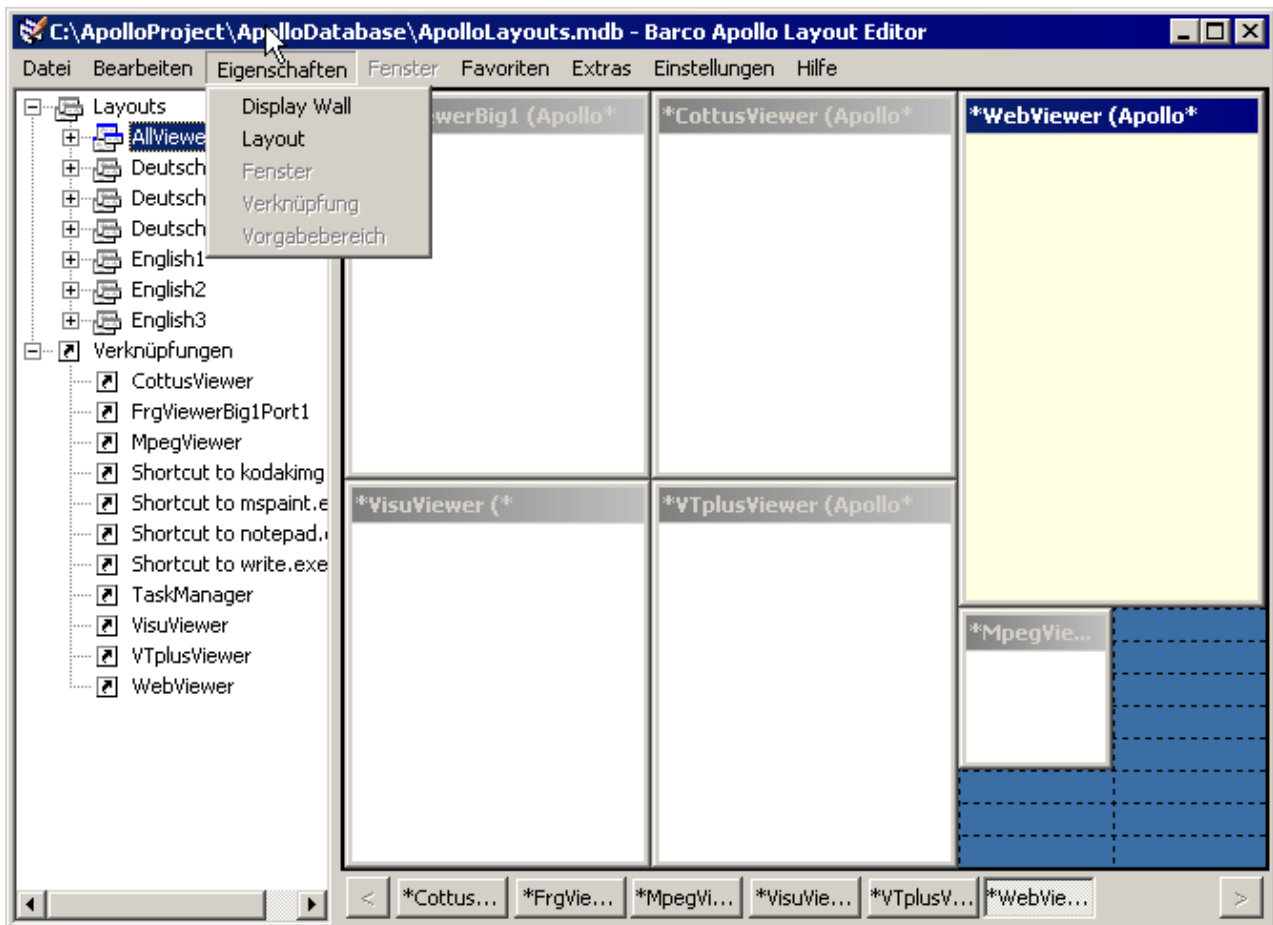 C:\ApolloProject\ApolloDatabase\ApolloLayouts.mdb - Barco Apollo Layout Editor
Datei Bearbeiten Eigenschaften Fenster Favoriten Extras Einstellungen Hilfe
Display Wall
Layout
Fenster
Verknüpfung
Vorgabebereich
Layouts
AllViewe
Deutsch
Deutsch
Deutsch
English1
English2
English3
Verknüpfungen
CottusViewer
FrgViewerBig1Port1
MpegViewer
Shortcut to kodakimg
Shortcut to mspaint.e
Shortcut to notepad.
Shortcut to write.exe
TaskManager
VisuViewer
VTplusViewer
WebViewer
werBig1 (Apollo*
*CottusViewer (Apollo*
*WebViewer (Apollo*
*VisuViewer (*
*VTplusViewer (Apollo*
*MpegVie...
< *Cottus... *FrgVie... *MpegVi... *VisuVie... *VTplusV... *WebVie... >